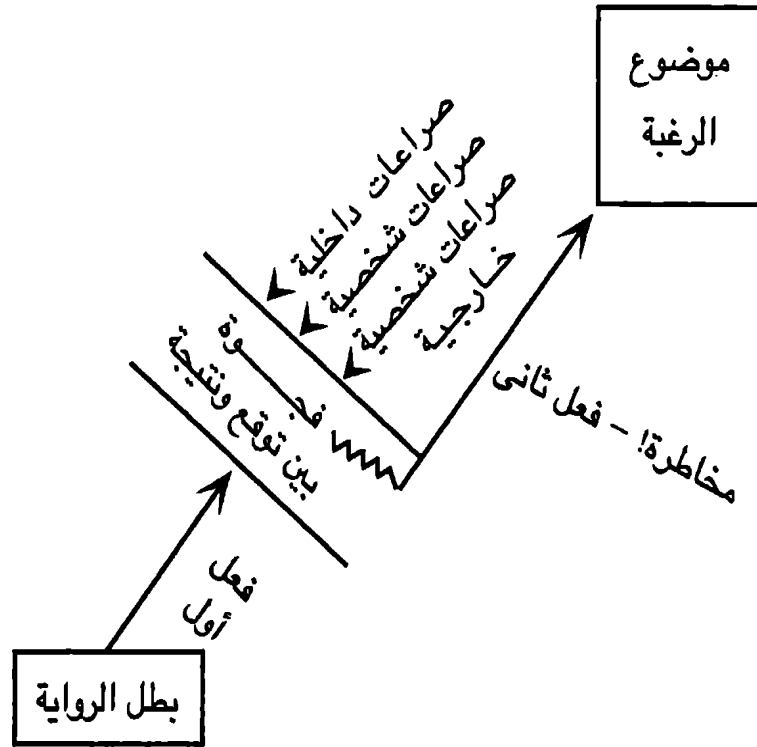 موضوع
الرغبة
صراعات داخلية
صراعات شخصية
صراعات شخصية
خارجية
فجوة
بين توقع ونتيجة
مخاطرة! - فعل ثانى
فعل
أول
بطل الرواية